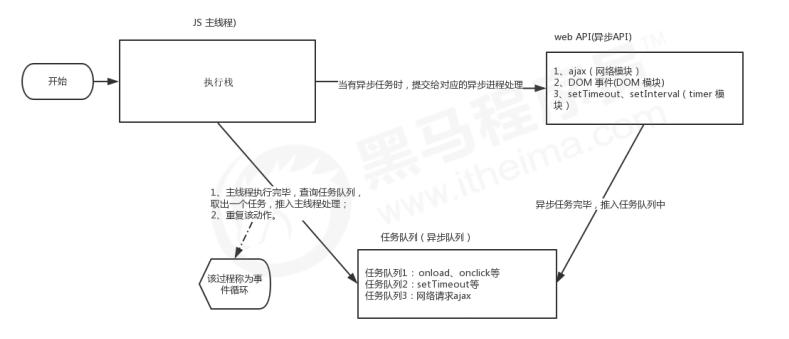 JS 主线程)
web API(异步API)
开始
执行栈
当有异步任务时，提交给对应的异步进程处理
1、ajax（网络模块）
2、DOM 事件(DOM 模块)
3、setTimeout、setInterval（timer 模
块）
黑马程序员™
www.itheima.com
1、主线程执行完毕，查询任务队列，
取出一个任务，推入主线程处理；
2、重复该动作。
异步任务完毕，推入任务队列中
任务队列（异步队列）
该过程称为事
件循环
任务队列1：onload、onclick等
任务队列2：setTimeout等
任务队列3：网络请求ajax